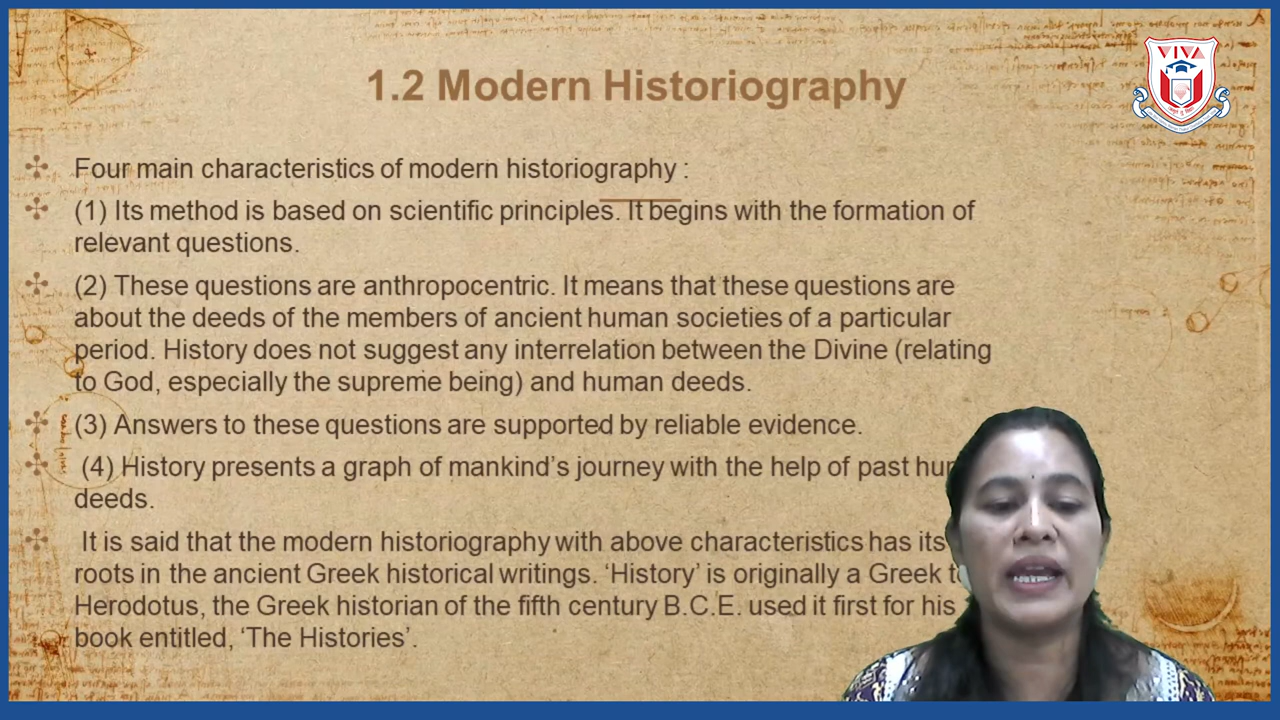 VIVA
1.2 Modern Historiography
Four main characteristics of modern historiography :
(1) Its method is based on scientific principles. It begins with the formation of
relevant questions.
(2) These questions are anthropocentric. It means that these questions are
about the deeds of the members of ancient human societies of a particular
period. History does not suggest any interrelation between the Divine (relating
to God, especially the supreme being) and human deeds.
(3) Answers to these questions are supported by reliable evidence.
(4) History presents a graph of mankind's journey with the help of past
deeds.
It is said that the modern historiography with above characteristics has its
roots in the ancient Greek historical writings. 'History' is originally a Greek
Herodotus, the Greek historian of the fifth century B.C.E. used it first for his
book entitled, 'The Histories'.